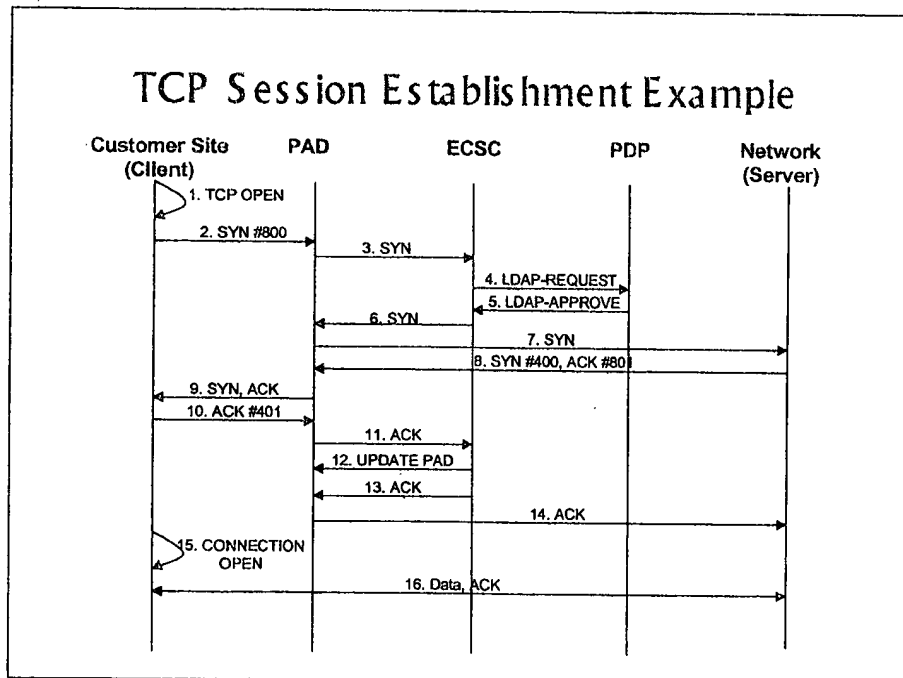 TCP Session Establishment Example
Customer Site PAD ECSC PDP Network
(Client) (Server)
1. TCP OPEN
2. SYN #800
3. SYN
4. LDAP-REQUEST
5. LDAP-APPROVE
6. SYN
7. SYN
8. SYN #400, ACK #801
9. SYN, ACK
10. ACK #401
11. ACK
12. UPDATE PAD
13. ACK
14. ACK
15. CONNECTION
OPEN
16. Data, ACK